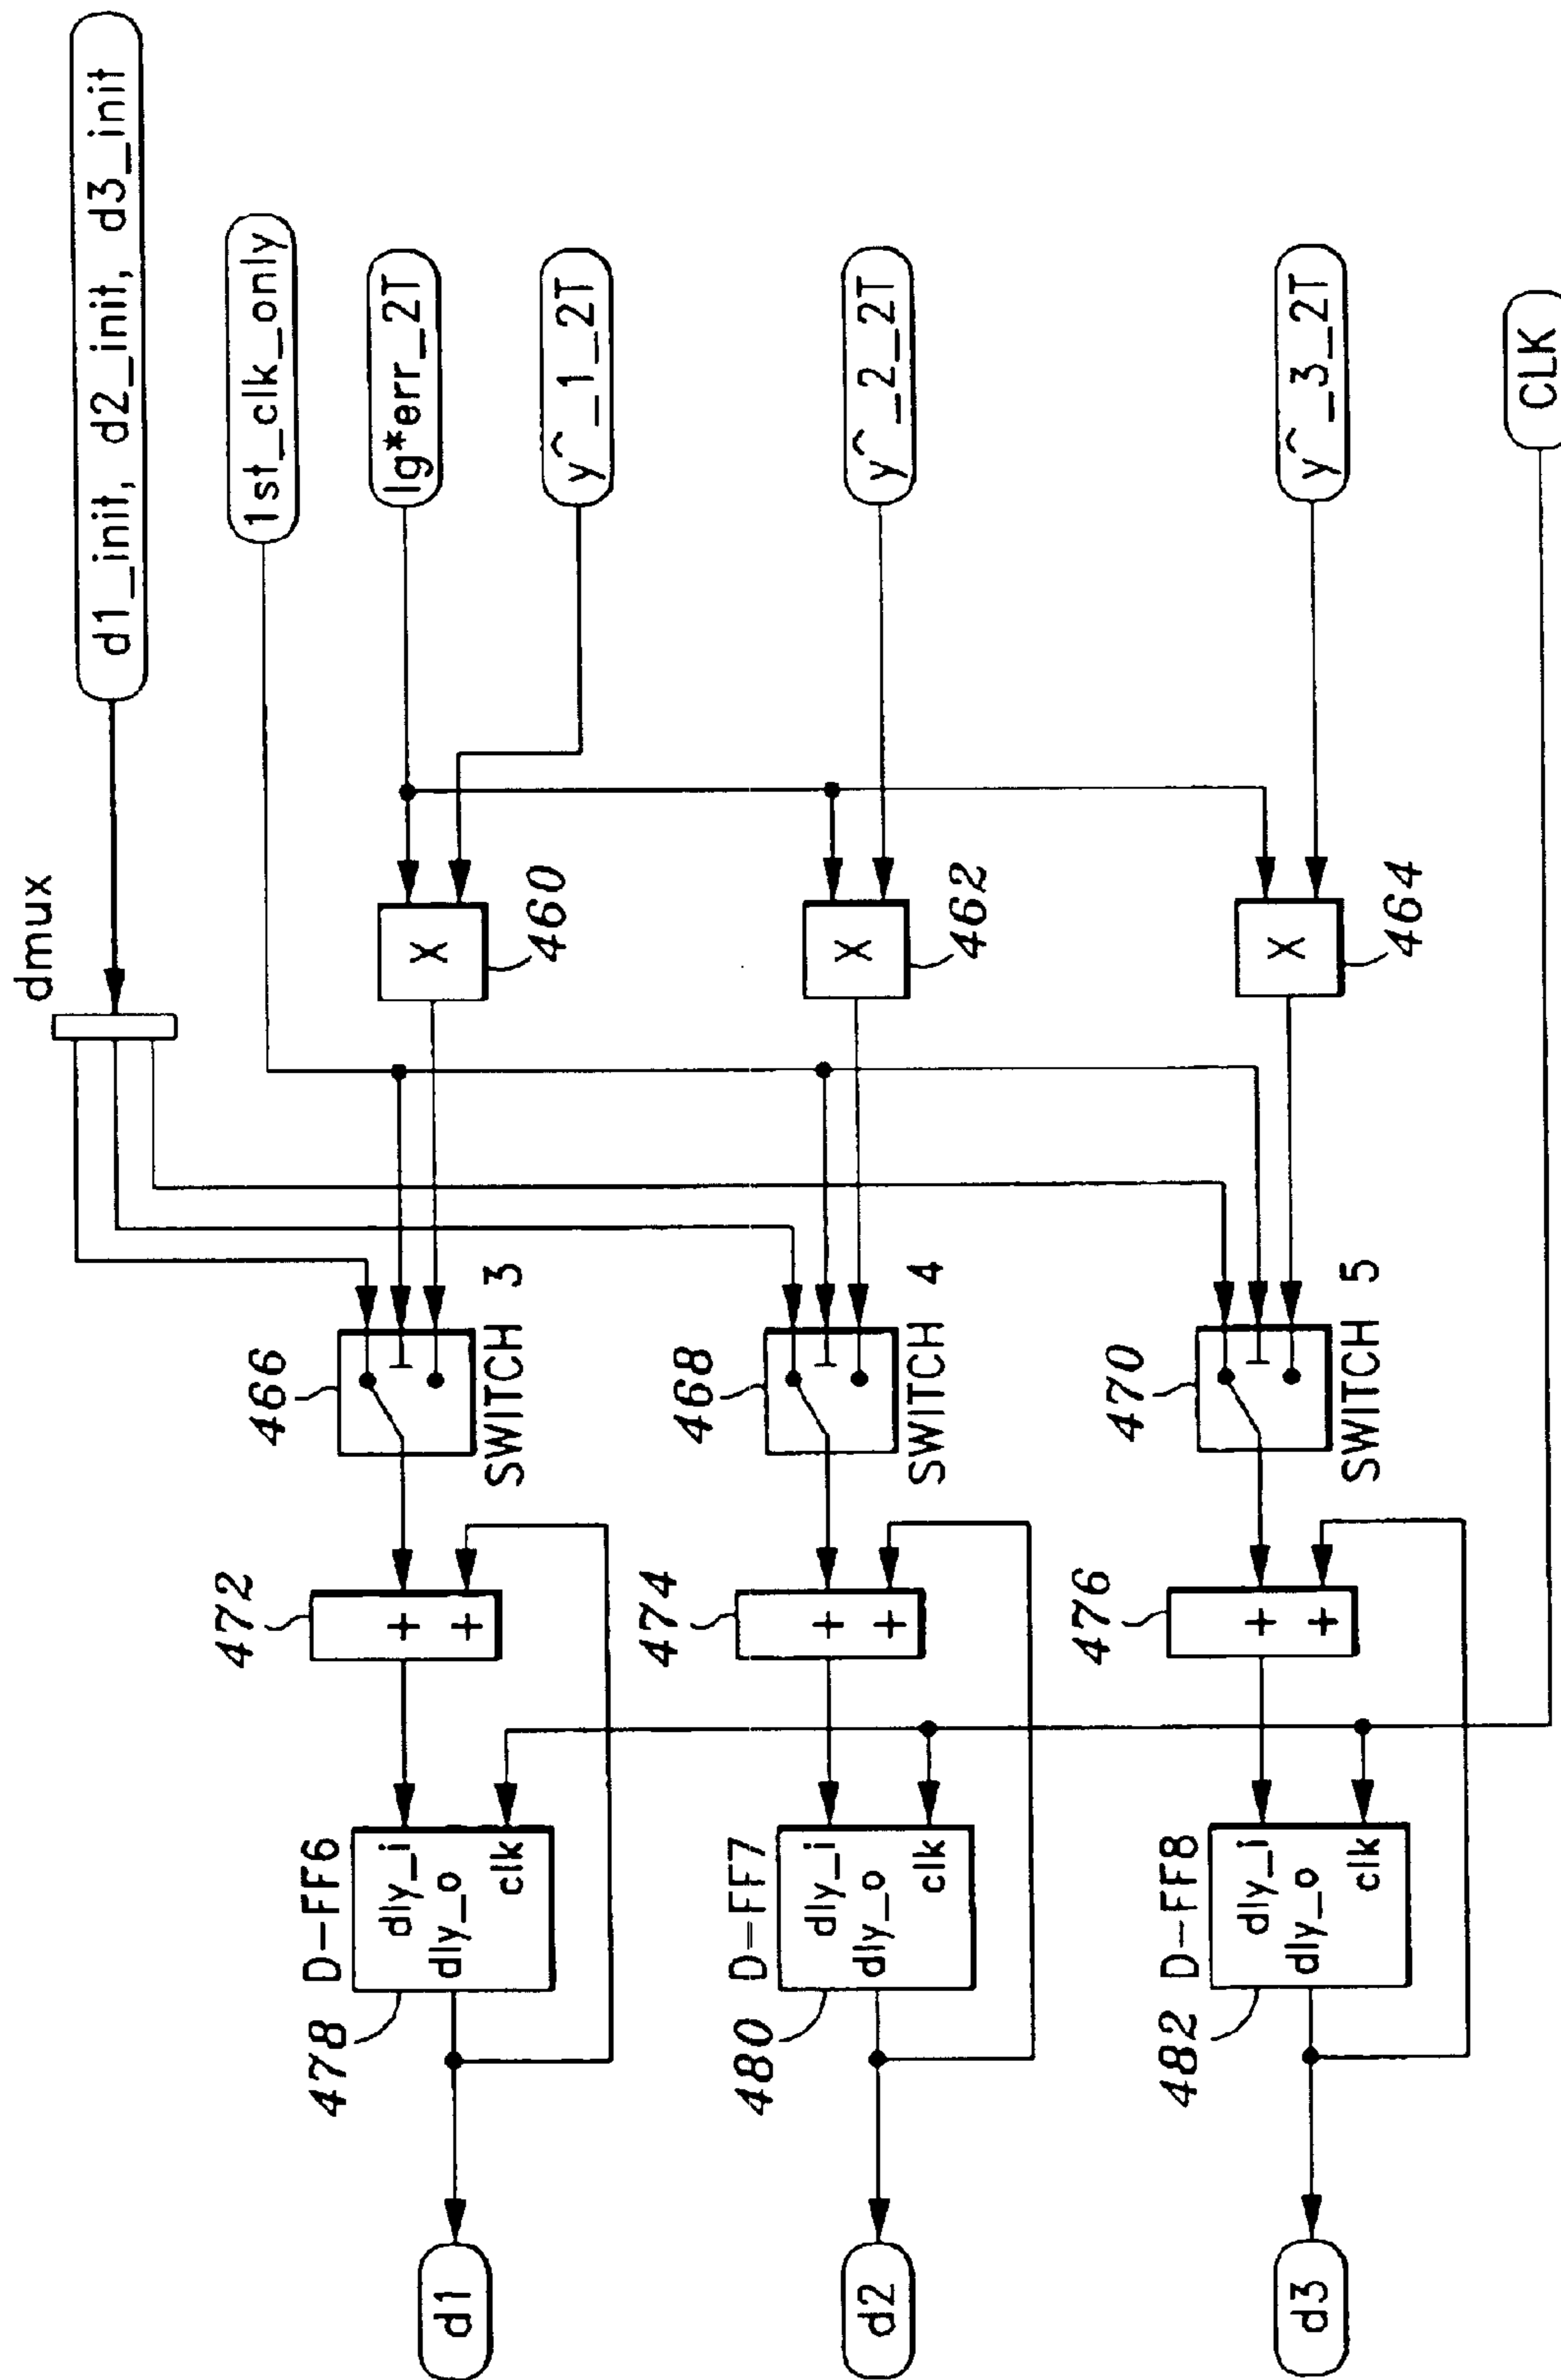 dmux
d1_init, d2_init, d3_init
1st_clk_only
lg*err_2T
y^_1_2T
y^_2_2T
y^_3_2T
CLK
X
460
X
462
X
464
466
SWITCH 3
468
SWITCH 4
470
SWITCH 5
472
+
+
474
+
+
476
+
+
478
D-FF6
dly_i
dly_o
clk
480
D-FF7
dly_i
dly_o
clk
482
D-FF8
dly_i
dly_o
clk
d1
d2
d3